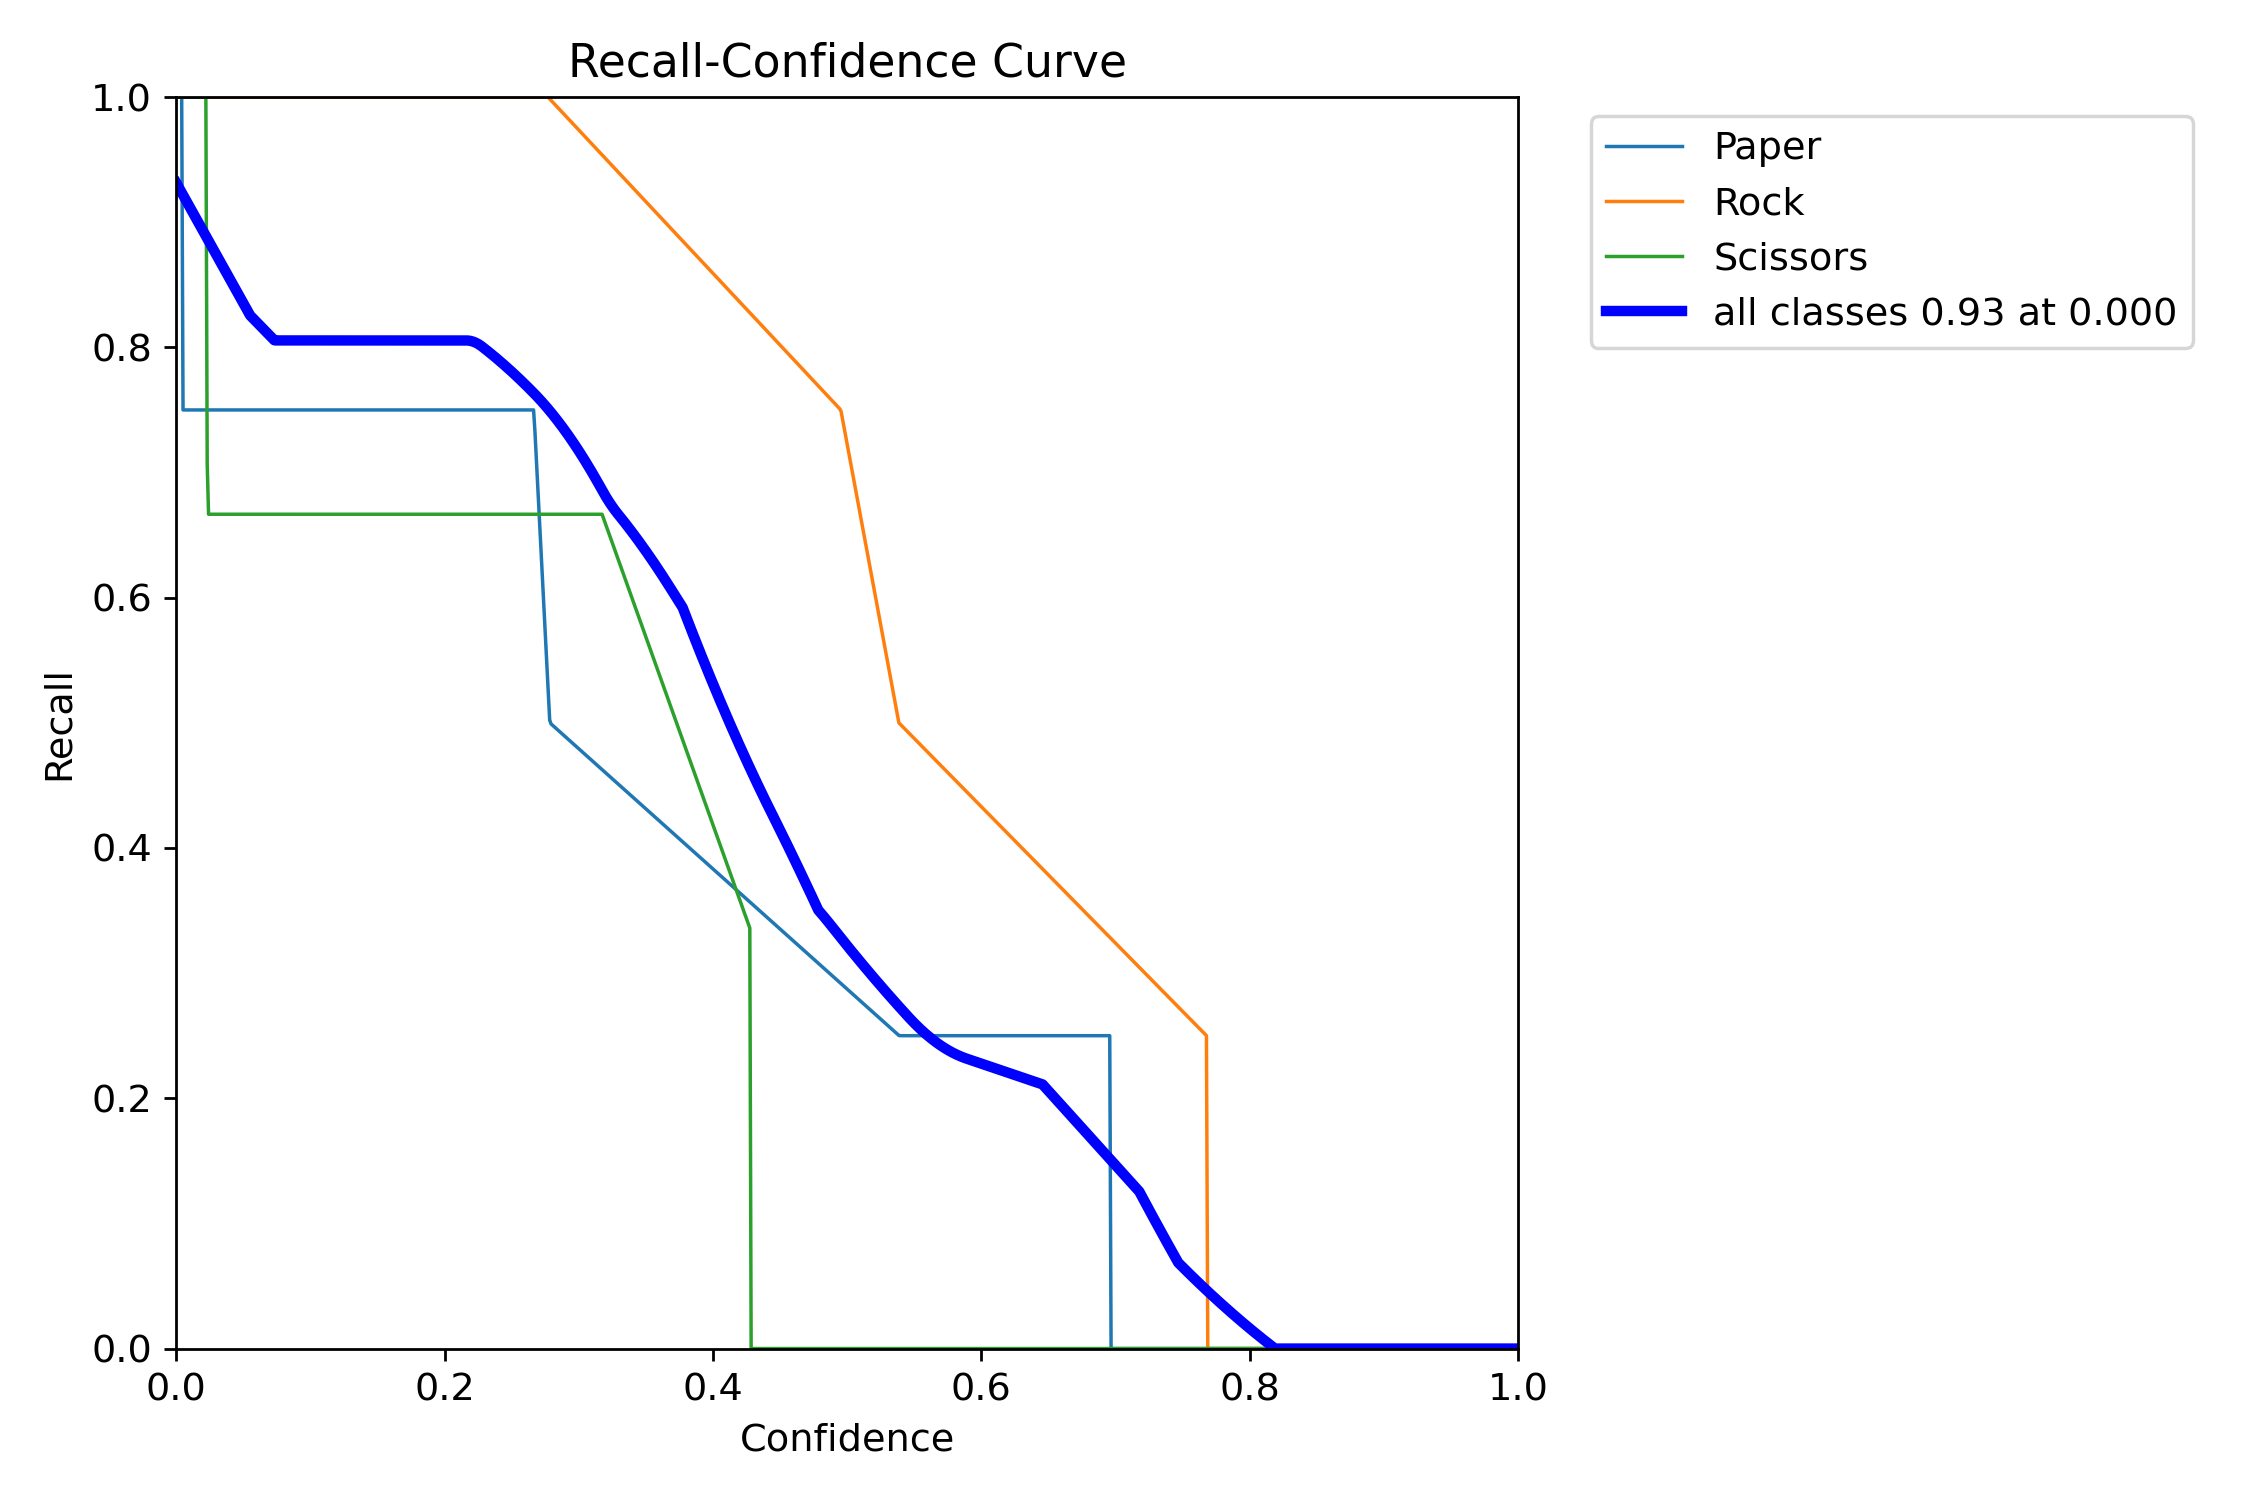 Recall-Confidence Curve
1.0
0.8
0.6
0.4
0.2
0.0
Recall
0.0 0.2 0.4 0.6 0.8 1.0
Confidence
Paper
Rock
Scissors
all classes 0.93 at 0.000